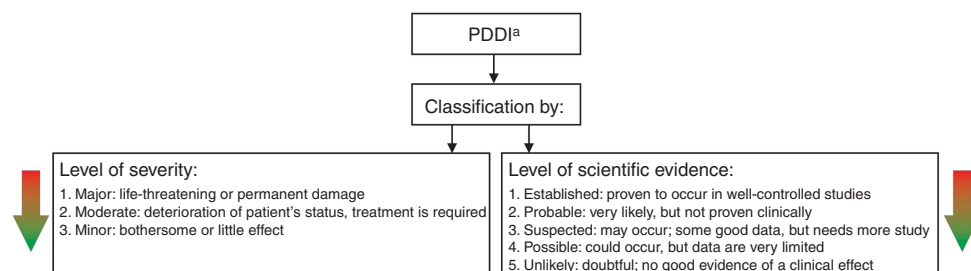 PDDIᵃ
Classification by:
Level of severity:
1. Major: life-threatening or permanent damage
2. Moderate: deterioration of patient's status, treatment is required
3. Minor: bothersome or little effect
Level of scientific evidence:
1. Established: proven to occur in well-controlled studies
2. Probable: very likely, but not proven clinically
3. Suspected: may occur; some good data, but needs more study
4. Possible: could occur, but data are very limited
5. Unlikely: doubtful; no good evidence of a clinical effect